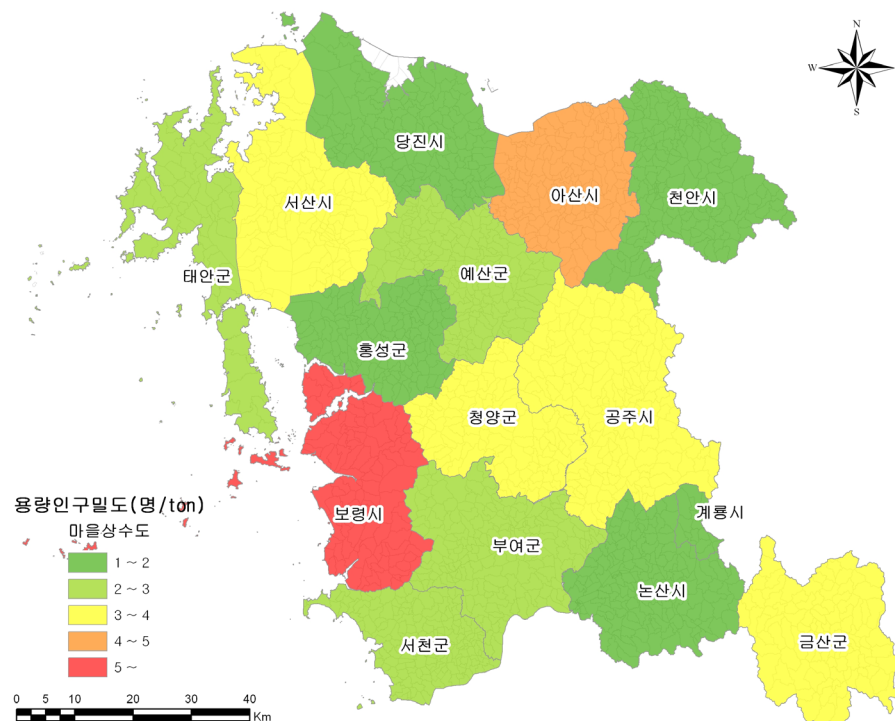 N
W
E
S
당진시
아산시
천안시
서산시
예산군
태안군
홍성군
청양군
공주시
보령시
계룡시
부여군
논산시
서천군
금산군
용량인구밀도(명/ton)
마을상수도
1 ~ 2
2 ~ 3
3 ~ 4
4 ~ 5
5 ~
0 5 10 20 30 40
Km